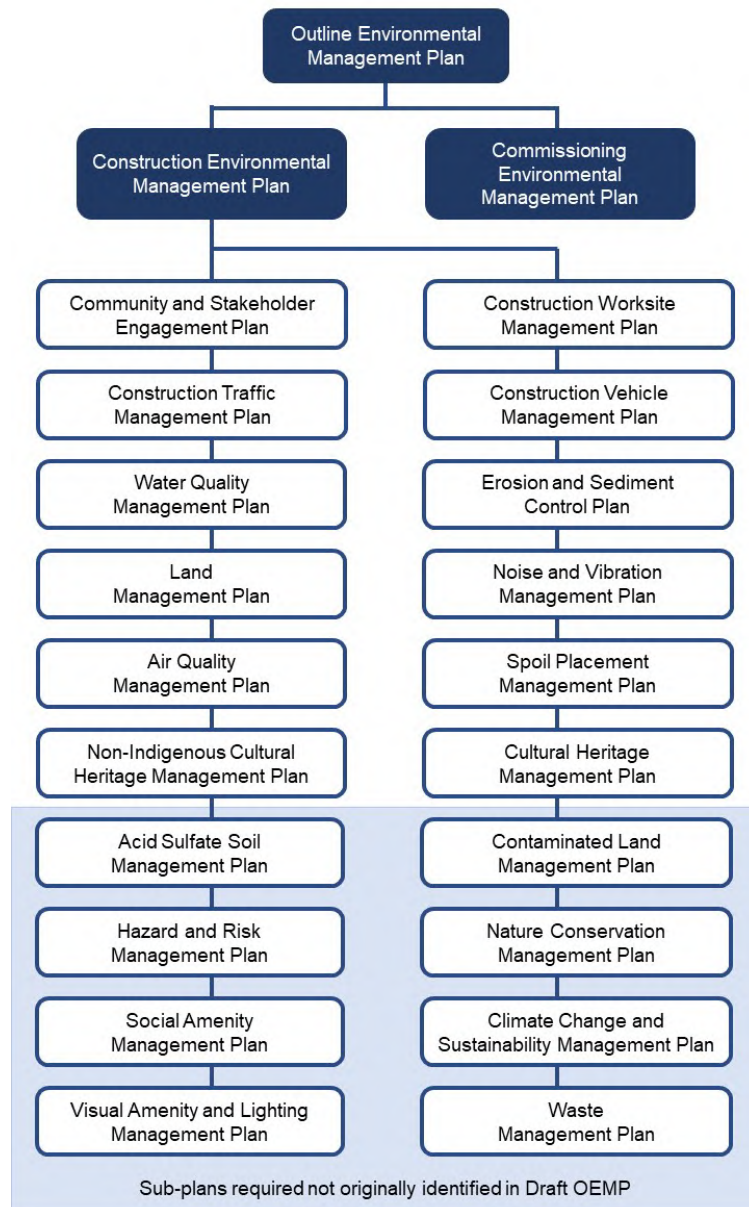 Outline Environmental
Management Plan
Construction Environmental
Management Plan
Commissioning
Environmental
Management Plan
Community and Stakeholder
Engagement Plan
Construction Worksite
Management Plan
Construction Traffic
Management Plan
Construction Vehicle
Management Plan
Water Quality
Management Plan
Erosion and Sediment
Control Plan
Land
Management Plan
Noise and Vibration
Management Plan
Air Quality
Management Plan
Spoil Placement
Management Plan
Non-Indigenous Cultural
Heritage Management Plan
Cultural Heritage
Management Plan
Acid Sulfate Soil
Management Plan
Contaminated Land
Management Plan
Hazard and Risk
Management Plan
Nature Conservation
Management Plan
Social Amenity
Management Plan
Climate Change and
Sustainability Management Plan
Visual Amenity and Lighting
Management Plan
Waste
Management Plan
Sub-plans required not originally identified in Draft OEMP